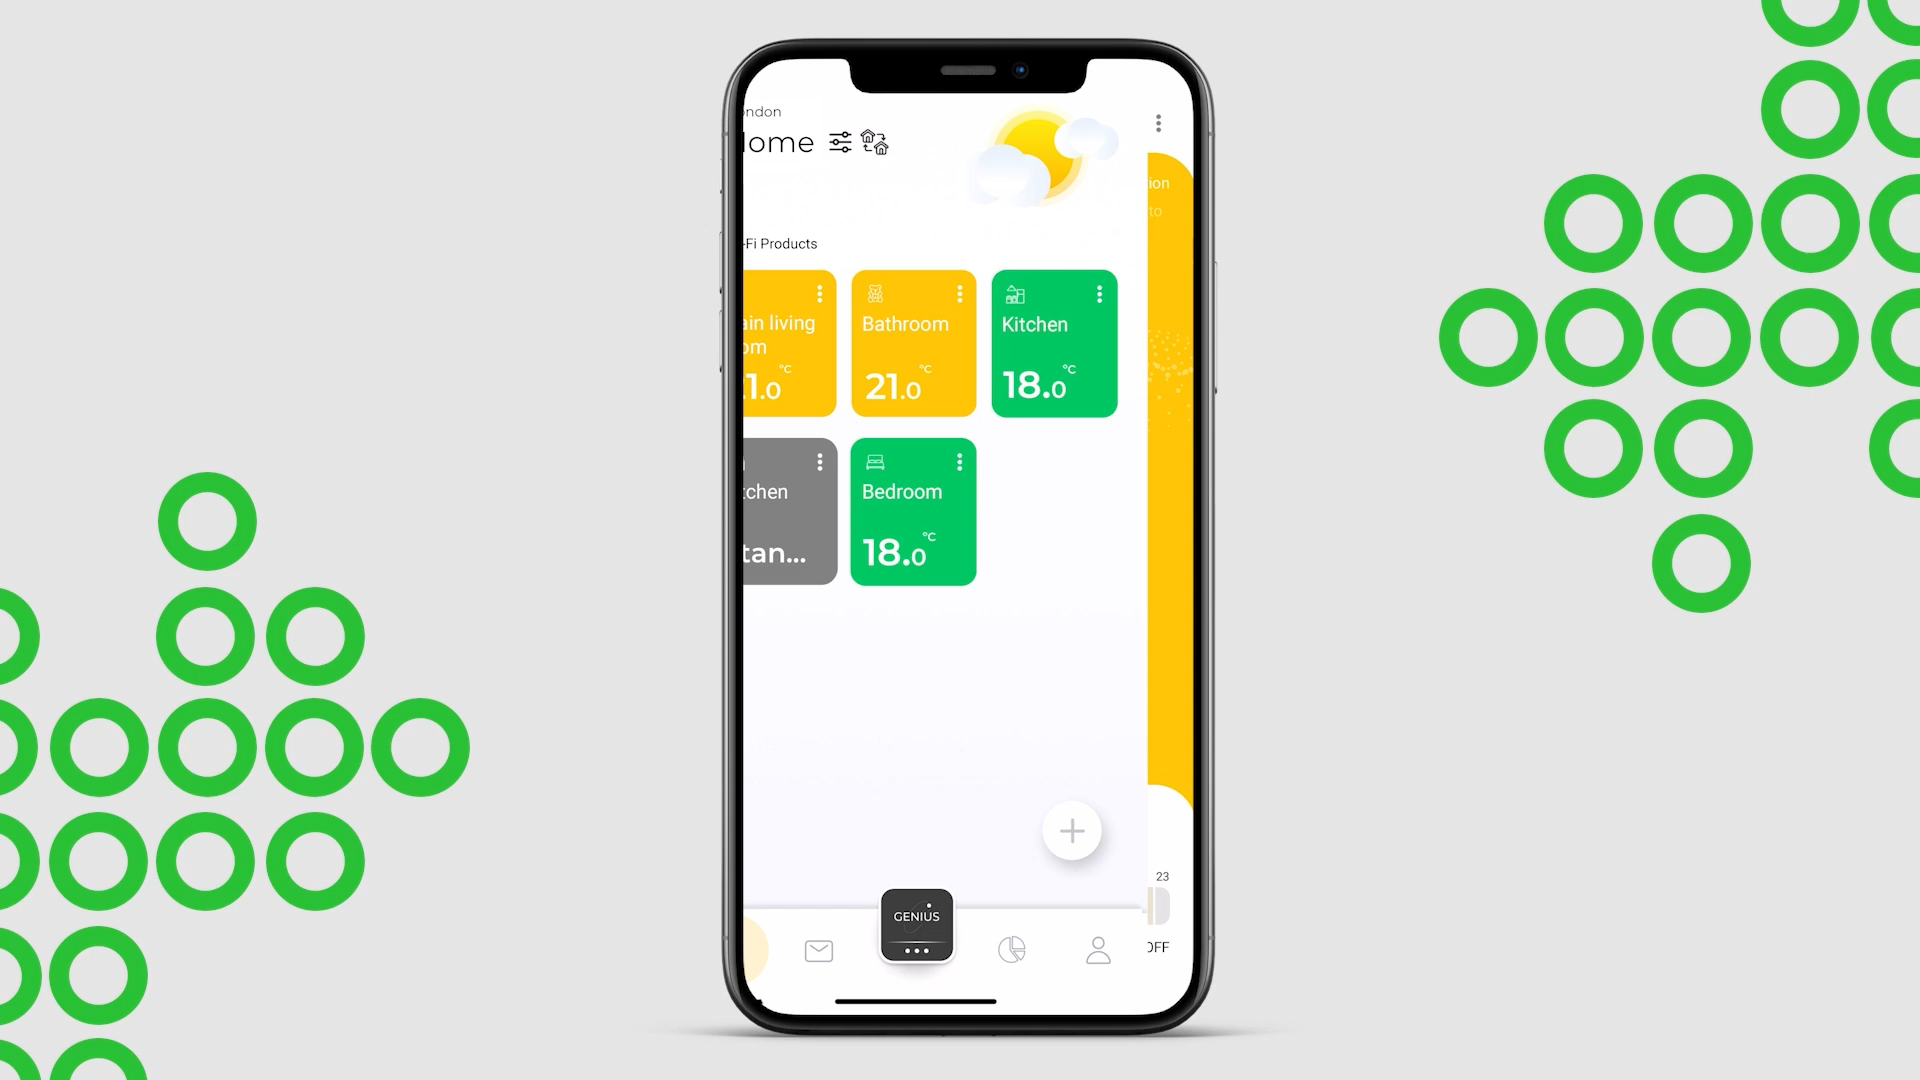 ondon
ome
ion
to
-Fi Products
ain living
om
1.0 °C
Bathroom
21.0 °C
Kitchen
18.0 °C
tchen
tan...
Bedroom
18.0 °C
23
GENIUS
OFF